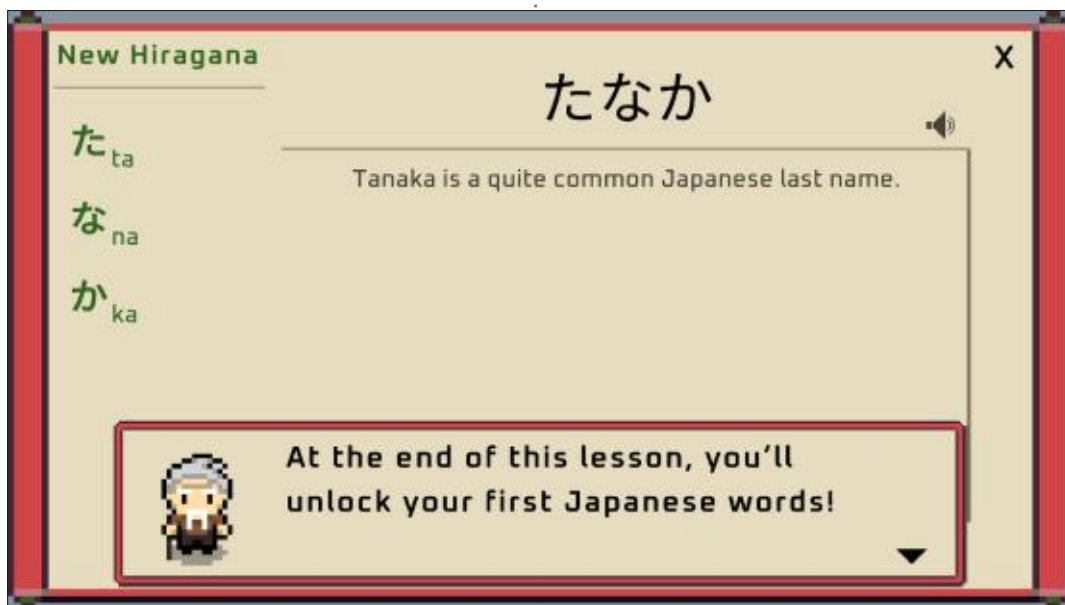 New Hiragana
た ta
な na
か ka
X
たなか
Tanaka is a quite common Japanese last name.
At the end of this lesson, you'll
unlock your first Japanese words!